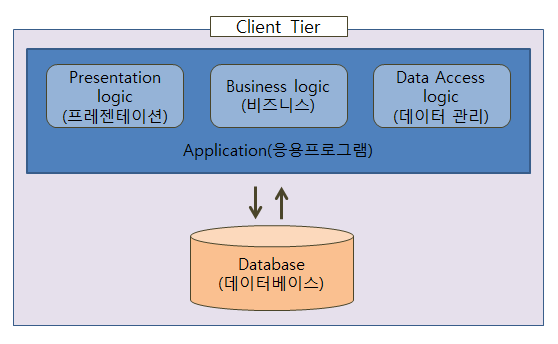 Client Tier
Presentation
logic
(프레젠테이션)
Business logic
(비즈니스)
Data Access
logic
(데이터 관리)
Application(응용프로그램)
Database
(데이터베이스)